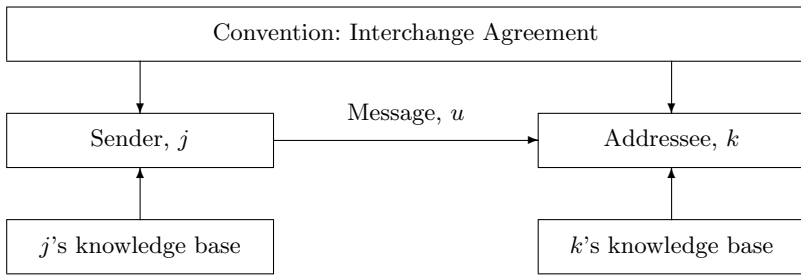 Convention: Interchange Agreement
Message, u
Sender, j
Addressee, k
j's knowledge base
k's knowledge base